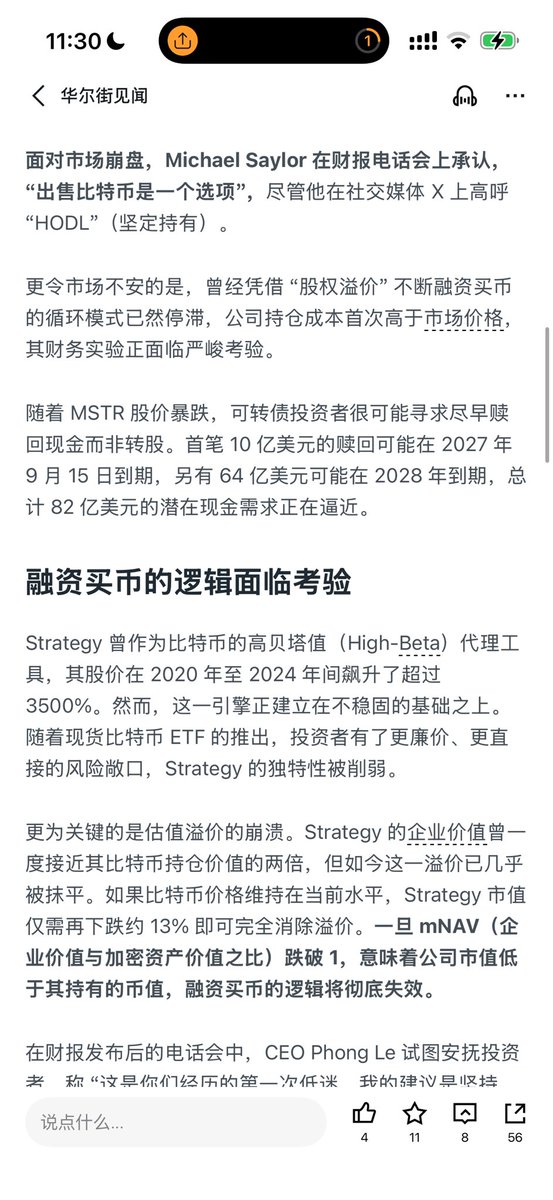 11:30
1
华尔街见闻
面对市场崩盘，Michael Saylor 在财报电话会上承认，
“出售比特币是一个选项”，尽管他在社交媒体 X 上高呼
“HODL”（坚定持有）。
更令市场不安的是，曾经凭借 “股权溢价” 不断融资买币
的循环模式已然停滞，公司持仓成本首次高于市场价格，
其财务实验正面临严峻考验。
随着 MSTR 股价暴跌，可转债投资者很可能寻求尽早赎
回现金而非转股。首笔 10 亿美元的赎回可能在 2027 年
9 月 15 日到期，另有 64 亿美元可能在 2028 年到期，总
计 82 亿美元的潜在现金需求正在逼近。
融资买币的逻辑面临考验
Strategy 曾作为比特币的高贝塔值（High-Beta）代理工
具，其股价在 2020 年至 2024 年间飙升了超过
3500%。然而，这一引擎正建立在不稳固的基础之上。
随着现货比特币 ETF 的推出，投资者有了更廉价、更直
接的风险敞口，Strategy 的独特性被削弱。
更为关键的是估值溢价的崩溃。Strategy 的企业价值曾一
度接近其比特币持仓价值的两倍，但如今这一溢价已几乎
被抹平。如果比特币价格维持在当前水平，Strategy 市值
仅需再下跌约 13% 即可完全消除溢价。一旦 mNAV（企
业价值与加密资产价值之比）跌破 1，意味着公司市值低
于其持有的币值，融资买币的逻辑将彻底失效。
在财报发布后的电话会中，CEO Phong Le 试图安抚投资
者，称 “这是你们经历的第一次低迷，我的建议是坚持
说点什么...
4
11
8
56